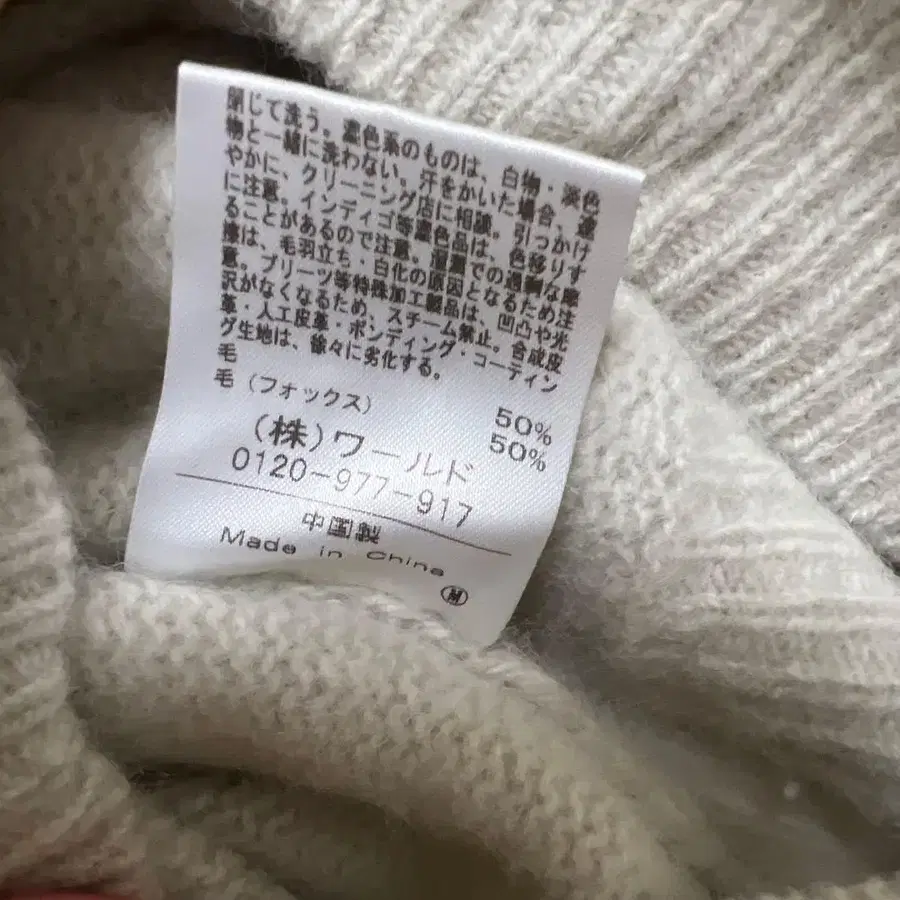 閉じて洗う。濃色系のものは、白物・淡色
物と一緒に洗わない。汗をかいた場合、速
やかに、クリーニング店に相談。引っかけ
に注意。インディゴ等濃色品は、色移りす
ることがあるので注意。湿潤での過剰な摩
擦は、毛羽立ち・白化の原因となるため注
意。プリーツ等特殊加工製品は、凹凸や光
沢がなくなるため、スチーム禁止。合成皮
革・人工皮革・ボンディング・コーティン
グ生地は、徐々に劣化する。
毛 50%
毛(フォックス) 50%
(株)ワールド
0120-977-917
中国製
Made in China
Ⓜ